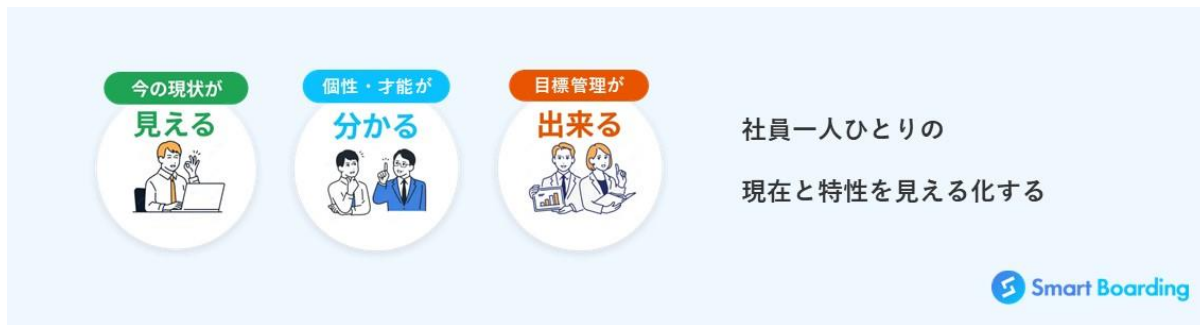 今の現状が
見える
個性・才能が
分かる
目標管理が
出来る
社員一人ひとりの
現在と特性を見える化する
Smart Boarding